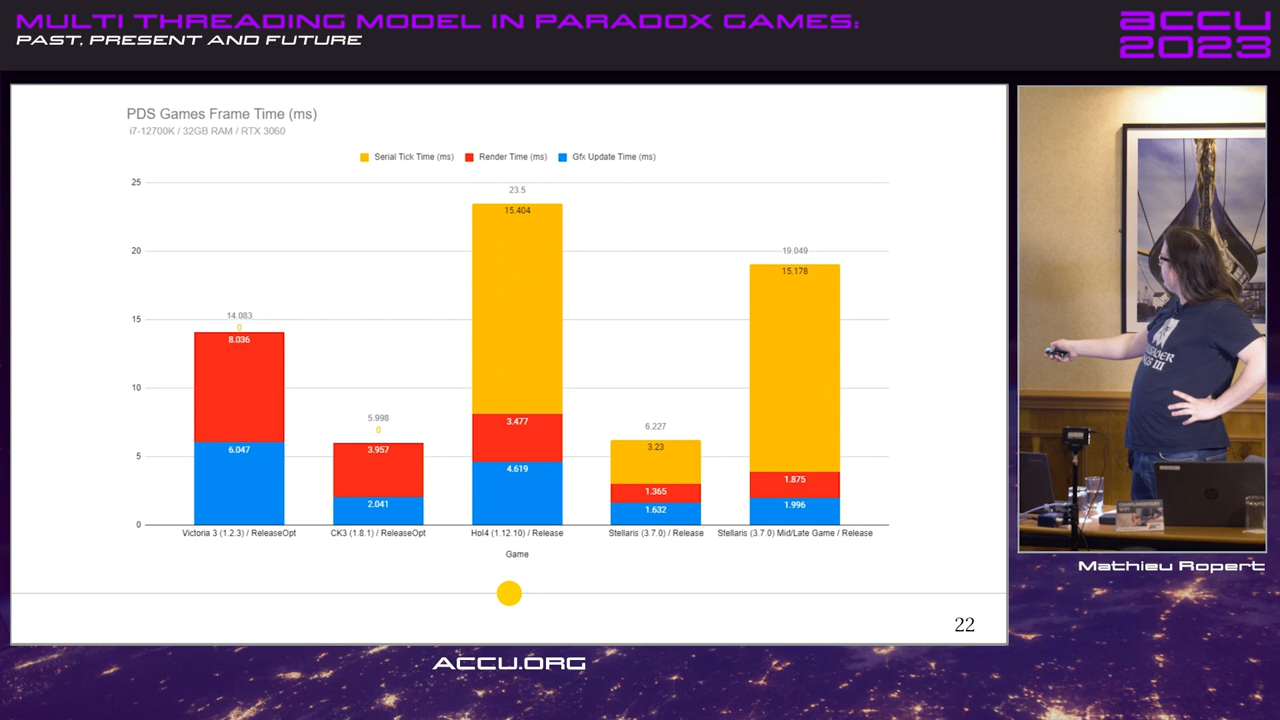 MULTI THREADING MODEL IN PARADOX GAMES:
PAST, PRESENT AND FUTURE
ACCU
2023
PDS Games Frame Time (ms)
i7-12700K / 32GB RAM / RTX 3060
Serial Tick Time (ms) Render Time (ms) Gfx Update Time (ms)
25
20
15
10
5
0
14.083
0
8.036
6.047
5.998
0
3.957
2.041
23.5
15.404
3.477
4.619
6.227
3.23
1.365
1.632
19.049
15.178
1.875
1.996
Victoria 3 (1.2.3) / ReleaseOpt
CK3 (1.8.1) / ReleaseOpt
HoI4 (1.12.10) / Release
Stellaris (3.7.0) / Release
Stellaris (3.7.0) Mid/Late Game / Release
Game
22
CRUSADER
KINGS III
Mathieu Ropert
ACCU.ORG